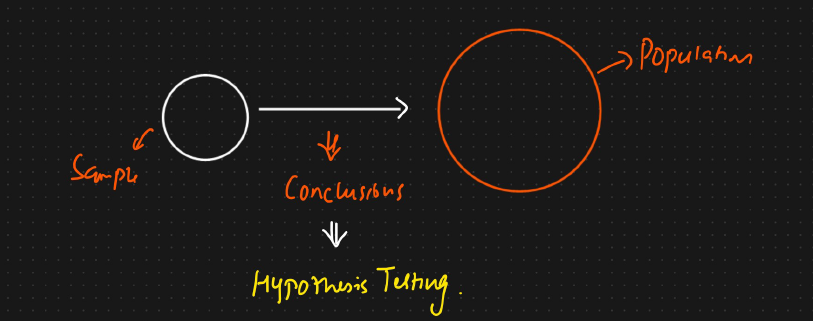 Population
Sample
Conclusions
Hypothesis Testing.